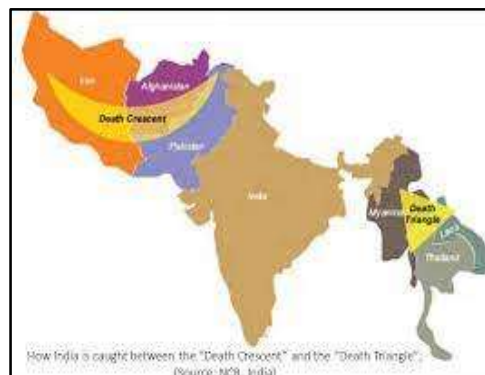 Iran
Afghanistan
Death Crescent
Pakistan
India
Myanmar
Death
Triangle
Laos
Thailand
How India is caught between the "Death Crescent" and the "Death Triangle".
(Source: NCB, India)